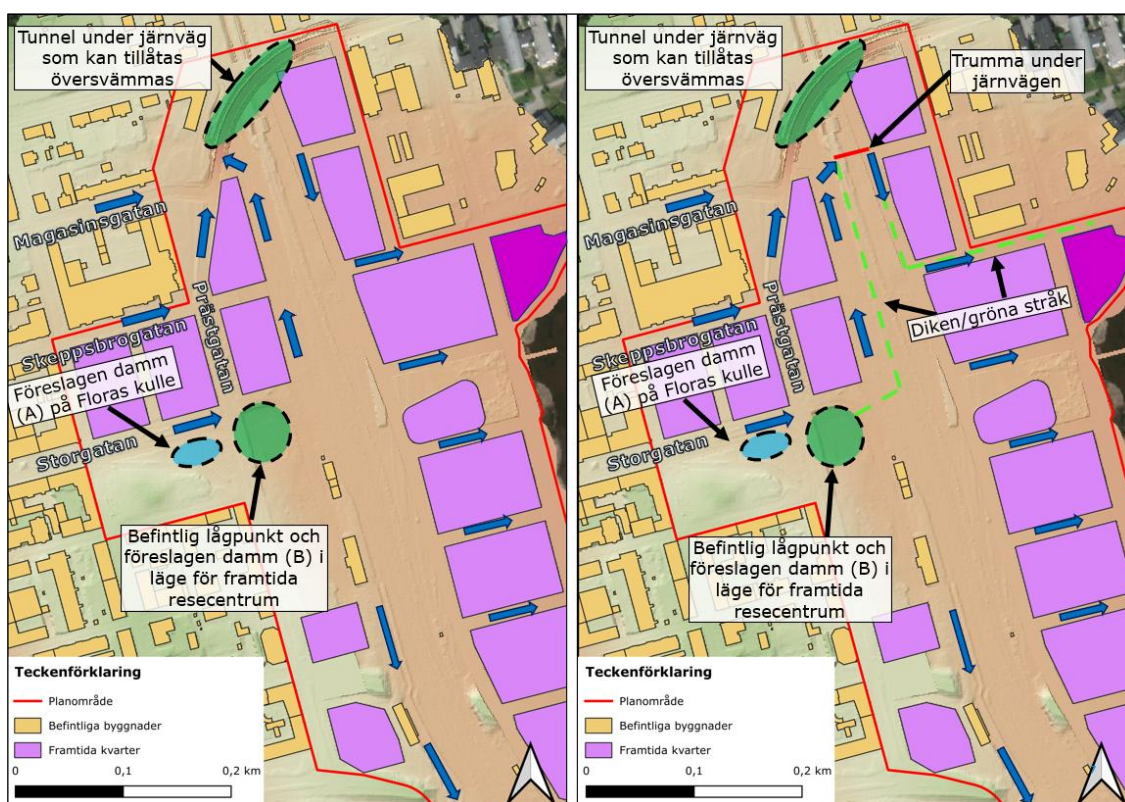 Tunnel under järnväg
som kan tillåtas
översvämmas
Magasinsgatan
Skeppsbrogatan
Prästgatan
Föreslagen damm
(A) på Floras kulle
Storgatan
Befintlig lågpunkt och
föreslagen damm (B) i
läge för framtida
resecentrum
Teckenförklaring
Planområde
Befintliga byggnader
Framtida kvarter
0
0,1
0,2 km
Tunnel under järnväg
som kan tillåtas
översvämmas
Trumma under
järnvägen
Magasinsgatan
Diken/gröna stråk
Skeppsbrogatan
Prästgatan
Föreslagen damm
(A) på Floras kulle
Storgatan
Befintlig lågpunkt och
föreslagen damm (B) i
läge för framtida
resecentrum
Teckenförklaring
Planområde
Befintliga byggnader
Framtida kvarter
0
0,1
0,2 km